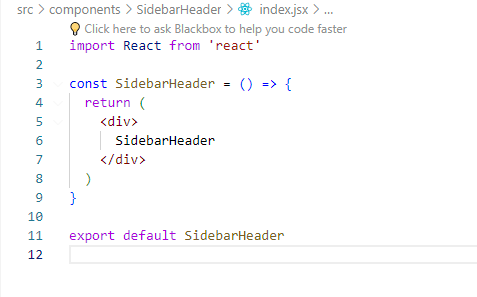 src > components > SidebarHeader > index.jsx > ...
Click here to ask Blackbox to help you code faster
1 import React from 'react'
2
3 const SidebarHeader = () => {
4   return (
5     <div>
6       SidebarHeader
7     </div>
8   )
9 }
10
11 export default SidebarHeader
12